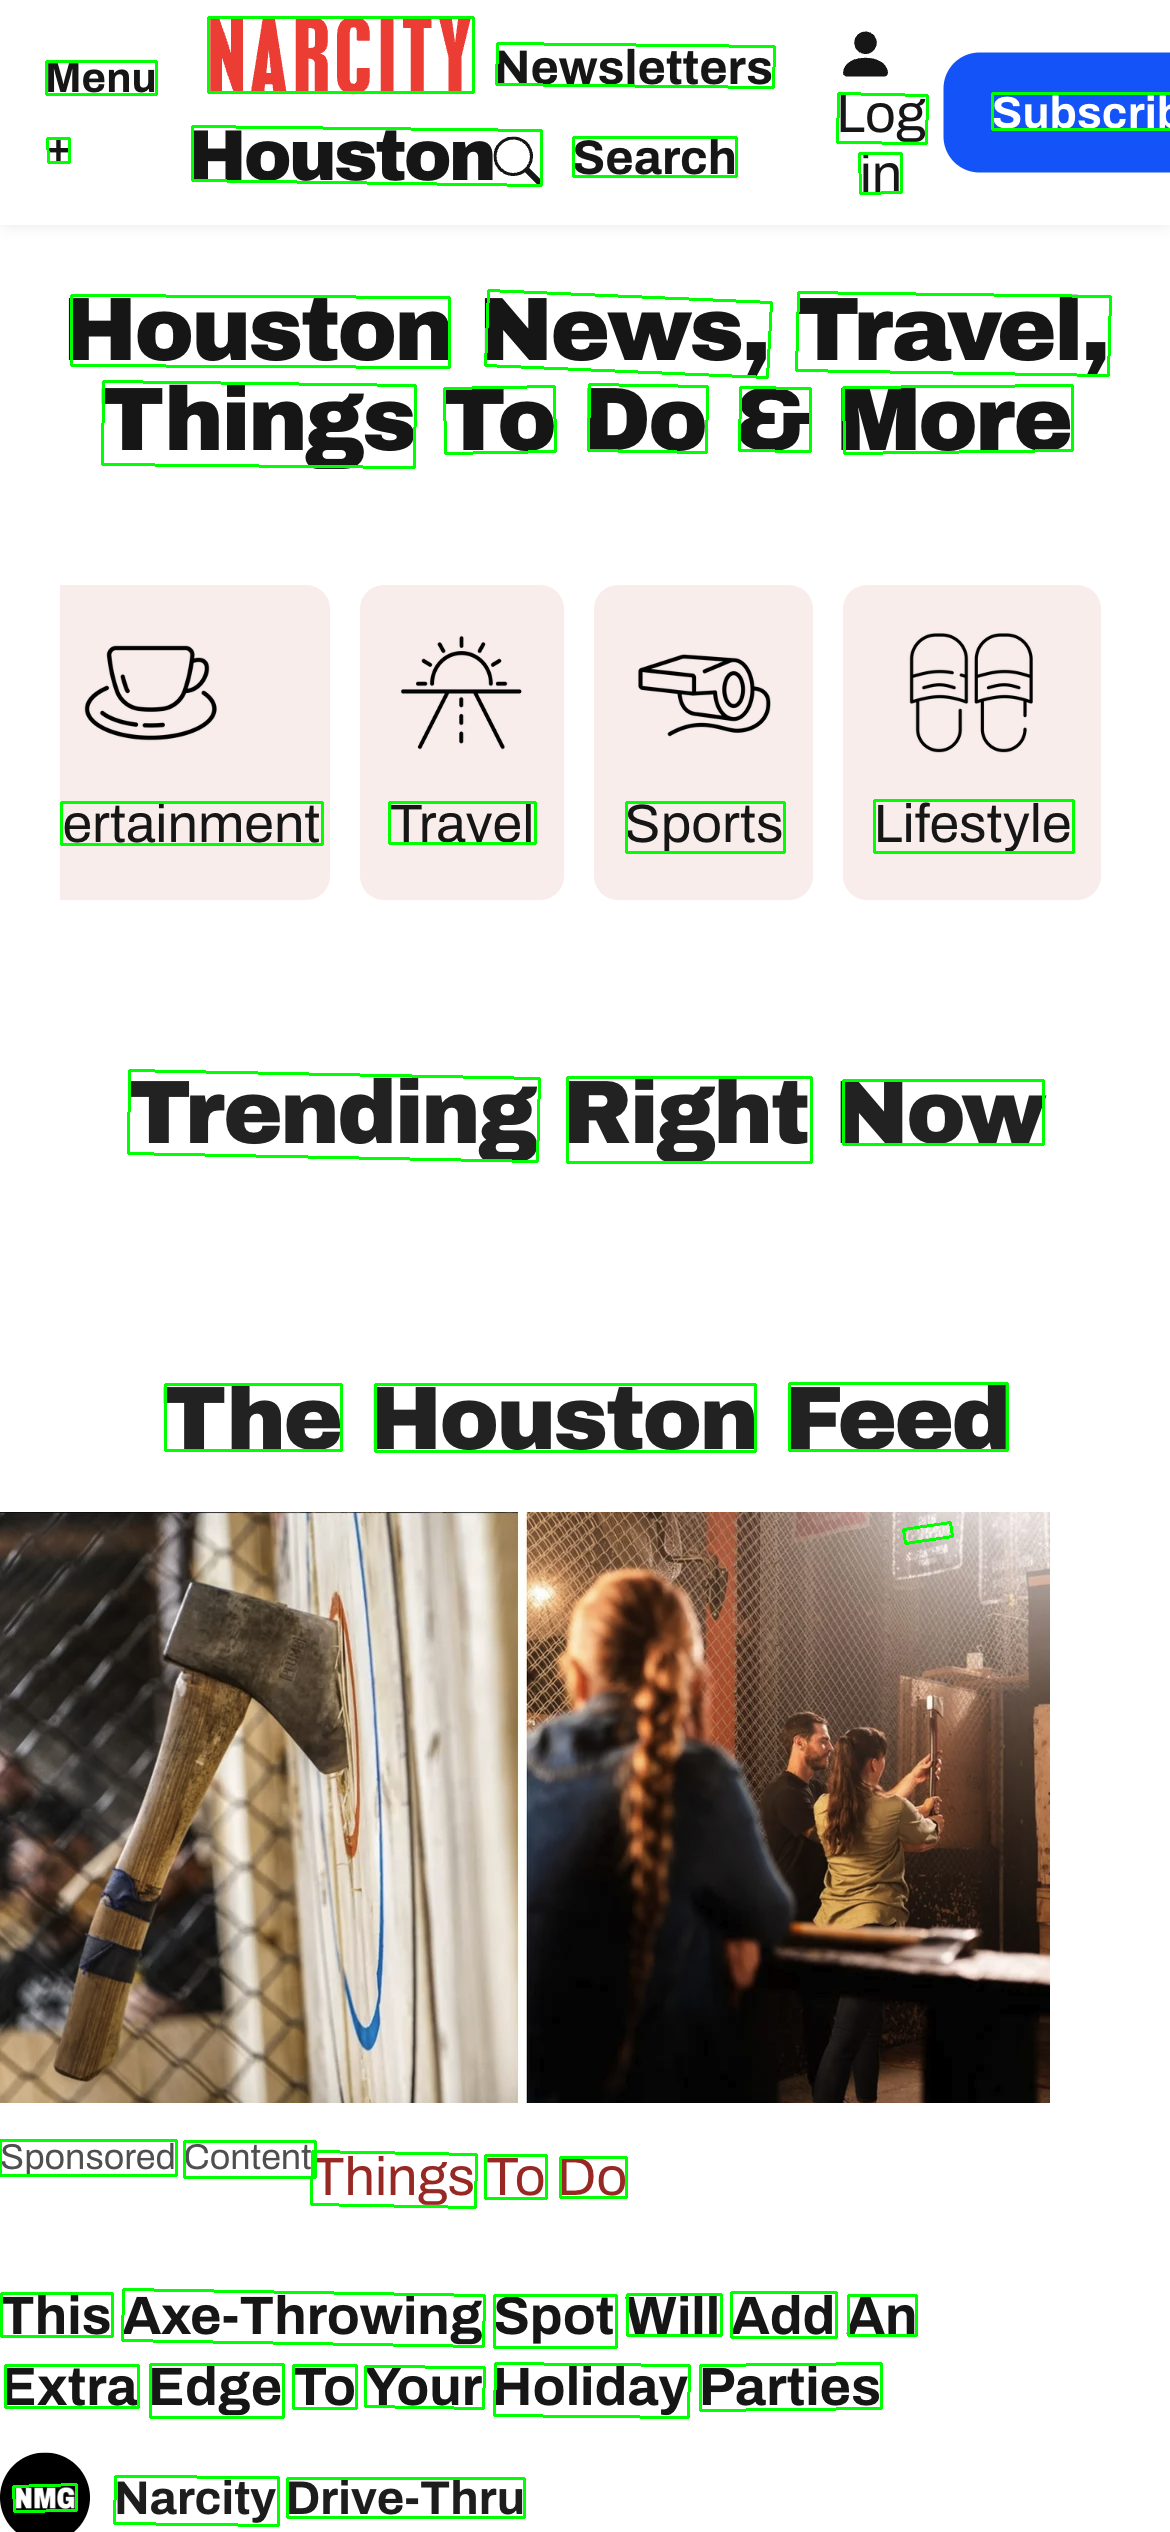 Menu
+
NARCITY
Houston
Newsletters
Search
Log
in
Subscrib
Houston News, Travel,
Things To Do & More
ertainment
Travel
Sports
Lifestyle
Trending Right Now
The Houston Feed
Sponsored Content
Things To Do
This Axe-Throwing Spot Will Add An
Extra Edge To Your Holiday Parties
NMG
Narcity Drive-Thru